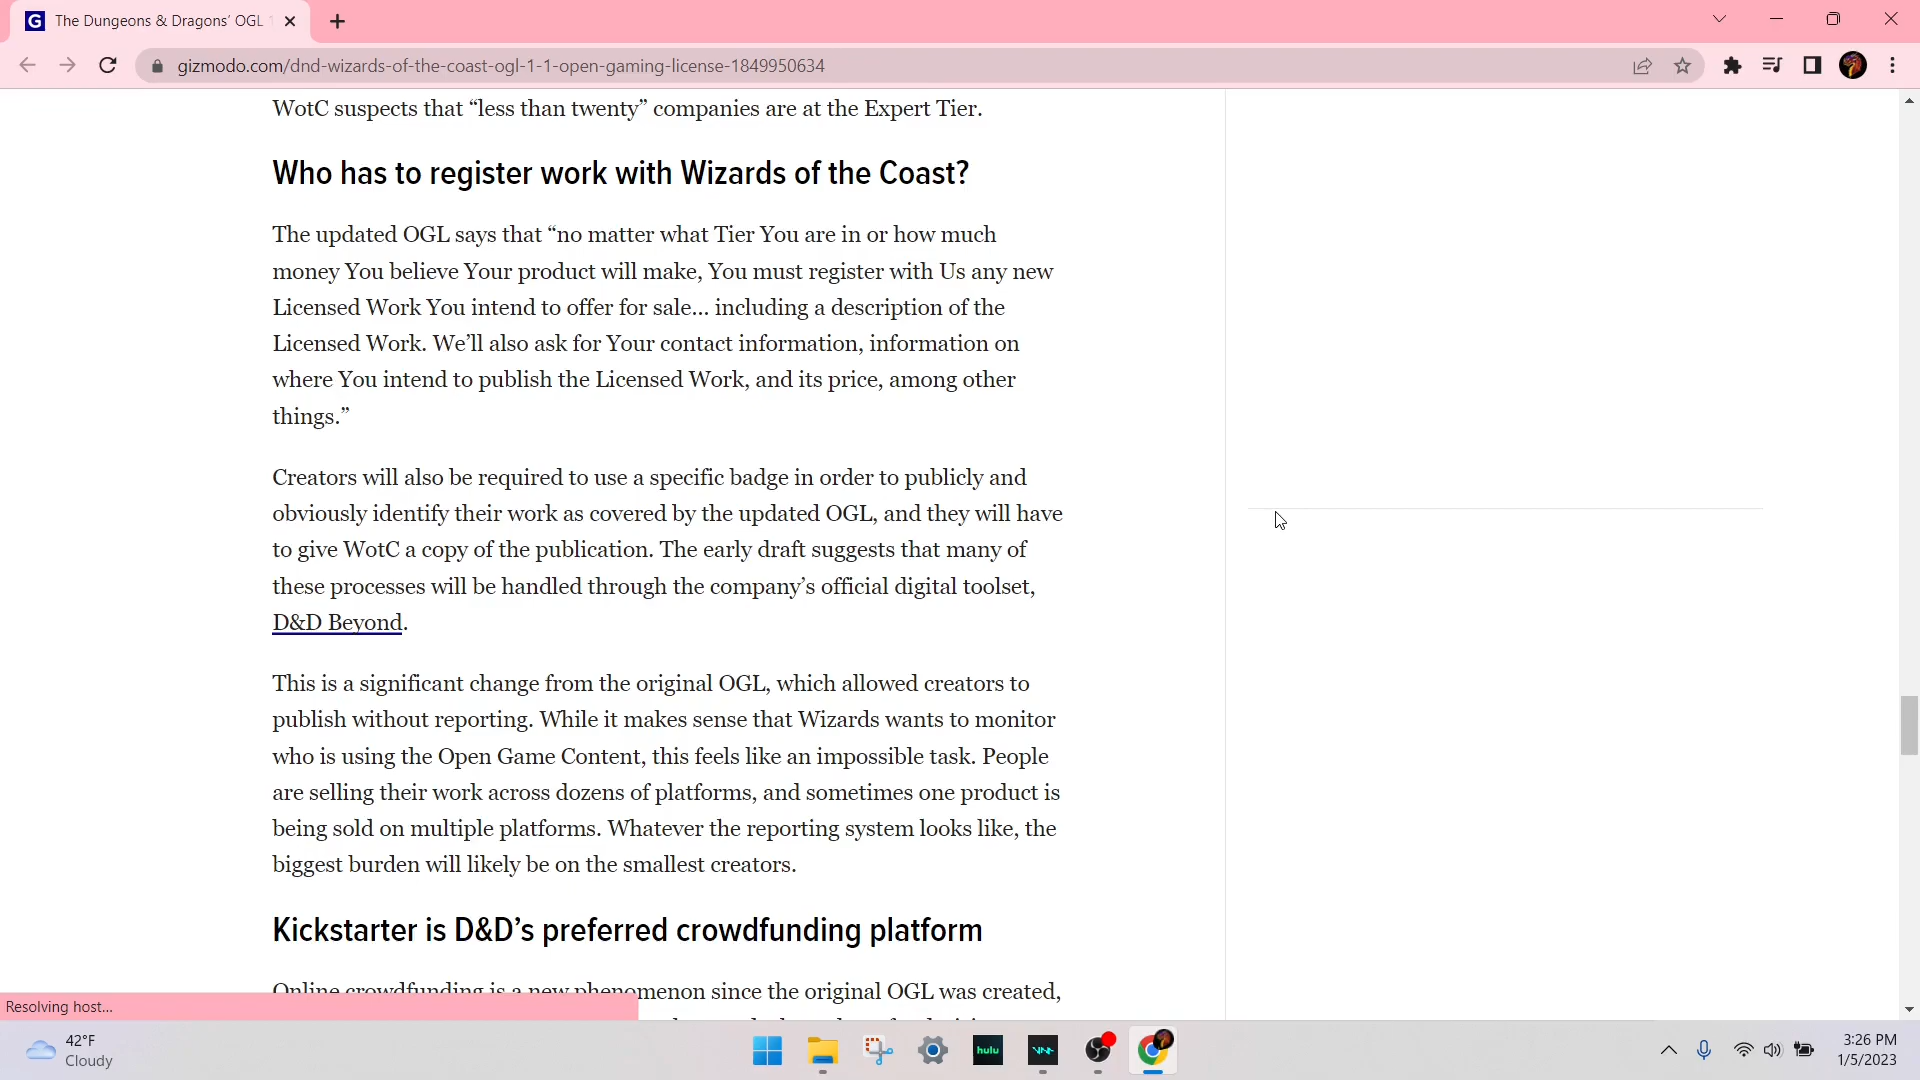 The Dungeons & Dragons’ OGL
gizmodo.com/dnd-wizards-of-the-coast-ogl-1-1-open-gaming-license-1849950634
WotC suspects that “less than twenty” companies are at the Expert Tier.
Who has to register work with Wizards of the Coast?
The updated OGL says that “no matter what Tier You are in or how much
money You believe Your product will make, You must register with Us any new
Licensed Work You intend to offer for sale… including a description of the
Licensed Work. We’ll also ask for Your contact information, information on
where You intend to publish the Licensed Work, and its price, among other
things.”
Creators will also be required to use a specific badge in order to publicly and
obviously identify their work as covered by the updated OGL, and they will have
to give WotC a copy of the publication. The early draft suggests that many of
these processes will be handled through the company’s official digital toolset,
D&D Beyond.
This is a significant change from the original OGL, which allowed creators to
publish without reporting. While it makes sense that Wizards wants to monitor
who is using the Open Game Content, this feels like an impossible task. People
are selling their work across dozens of platforms, and sometimes one product is
being sold on multiple platforms. Whatever the reporting system looks like, the
biggest burden will likely be on the smallest creators.
Kickstarter is D&D’s preferred crowdfunding platform
Online crowdfunding is a new phenomenon since the original OGL was created,
Resolving host...
42°F
Cloudy
hulu
VN
3:26 PM
1/5/2023